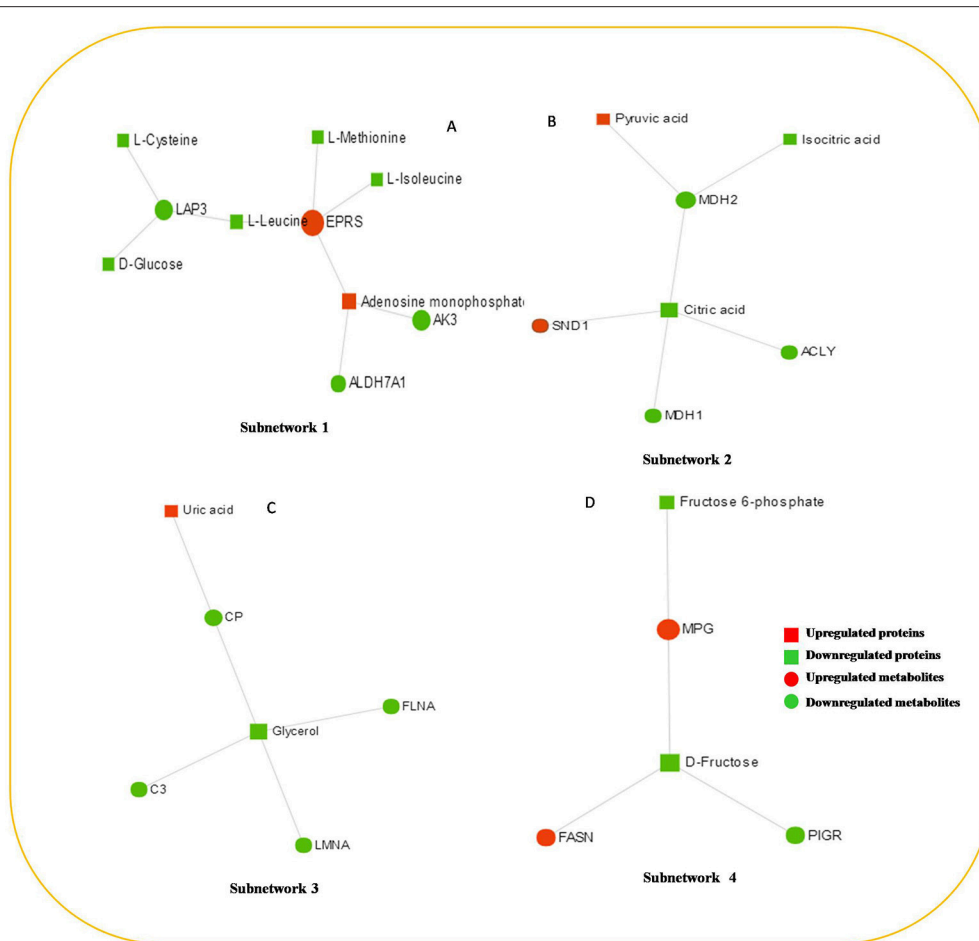 A
L-Cysteine
L-Methionine
L-Isoleucine
LAP3
L-Leucine
EPRS
D-Glucose
Adenosine monophosphate
AK3
ALDH7A1
Subnetwork 1
B
Pyruvic acid
Isocitric acid
MDH2
Citric acid
SND1
ACLY
MDH1
Subnetwork 2
C
Uric acid
CP
FLNA
Glycerol
C3
LMNA
Subnetwork 3
D
Fructose 6-phosphate
MPG
D-Fructose
FASN
PIGR
Subnetwork 4
Upregulated proteins
Downregulated proteins
Upregulated metabolites
Downregulated metabolites